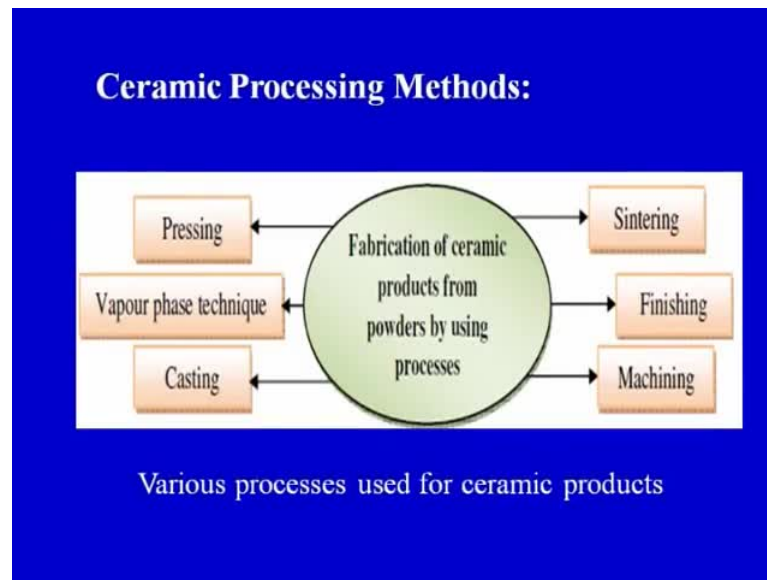 Ceramic Processing Methods:
Pressing
Vapour phase technique
Casting
Fabrication of ceramic
products from
powders by using
processes
Sintering
Finishing
Machining
Various processes used for ceramic products